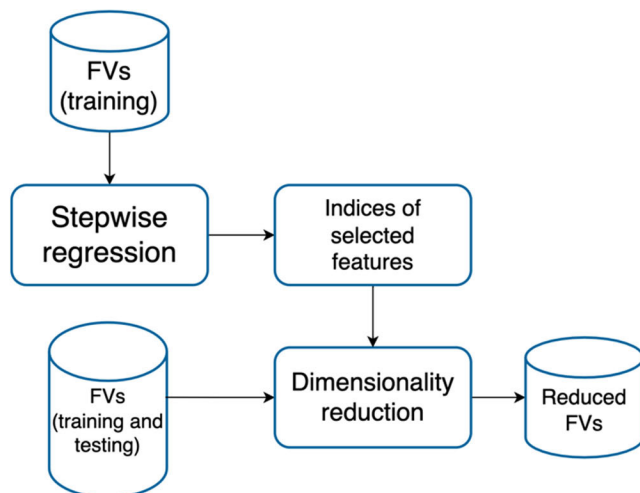 FVs
(training)
Stepwise
regression
Indices of
selected
features
FVs
(training and
testing)
Dimensionality
reduction
Reduced
FVs